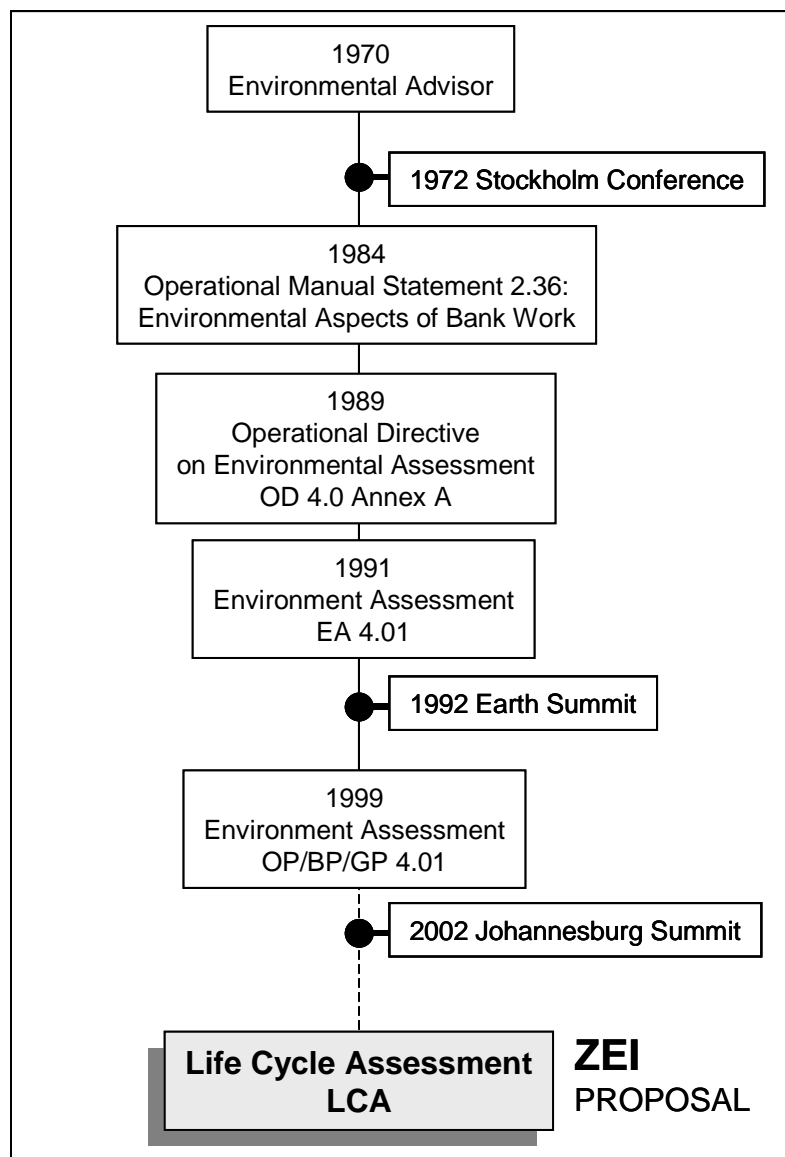 1970
Environmental Advisor
1972 Stockholm Conference
1984
Operational Manual Statement 2.36:
Environmental Aspects of Bank Work
1989
Operational Directive
on Environmental Assessment
OD 4.0 Annex A
1991
Environment Assessment
EA 4.01
1992 Earth Summit
1999
Environment Assessment
OP/BP/GP 4.01
2002 Johannesburg Summit
Life Cycle Assessment
LCA
ZEI
PROPOSAL